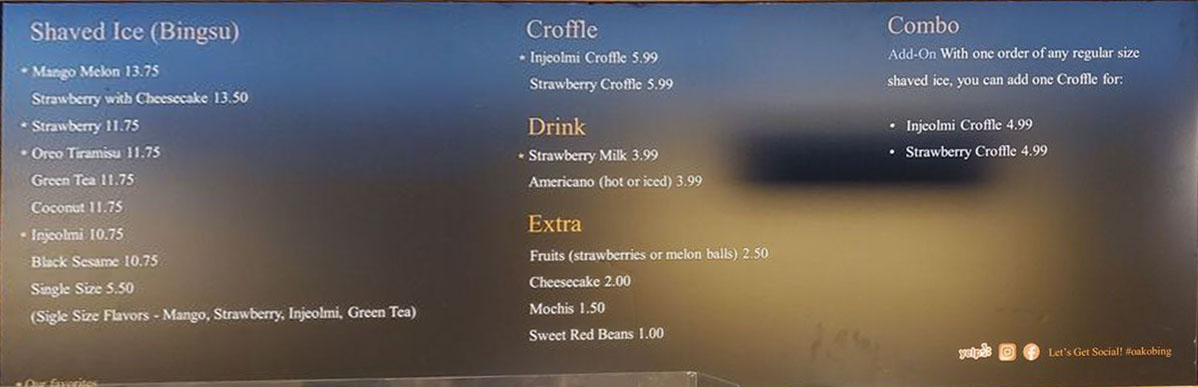 Shaved Ice (Bingsu)
* Mango Melon 13.75
Strawberry with Cheesecake 13.50
* Strawberry 11.75
* Oreo Tiramisu 11.75
Green Tea 11.75
Coconut 11.75
* Injeolmi 10.75
Black Sesame 10.75
Single Size 5.50
(Sigle Size Flavors - Mango, Strawberry, Injeolmi, Green Tea)
* Our favorites
Croffle
* Injeolmi Croffle 5.99
Strawberry Croffle 5.99
Drink
* Strawberry Milk 3.99
Americano (hot or iced) 3.99
Extra
Fruits (strawberries or melon balls) 2.50
Cheesecake 2.00
Mochis 1.50
Sweet Red Beans 1.00
Combo
Add-On With one order of any regular size
shaved ice, you can add one Croffle for:
• Injeolmi Croffle 4.99
• Strawberry Croffle 4.99
yelp Let's Get Social! #oakobing